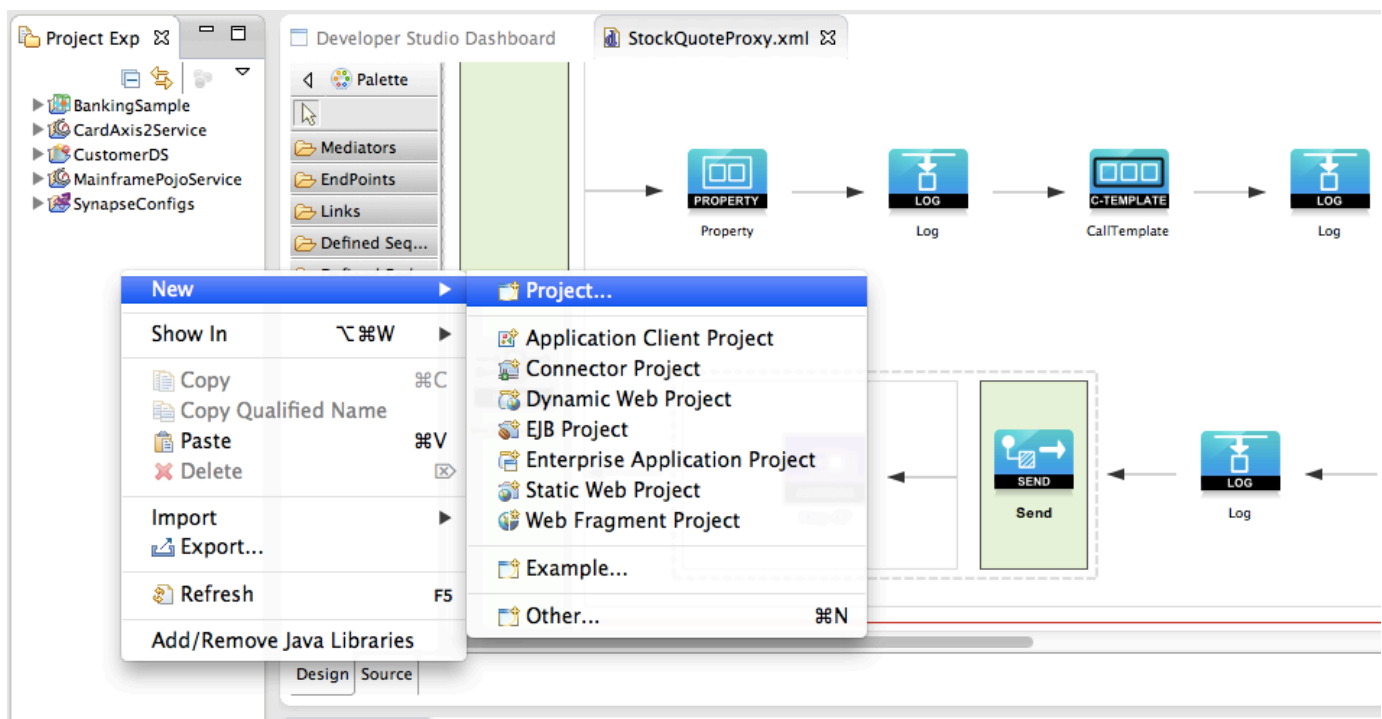 Project Exp
Developer Studio Dashboard
StockQuoteProxy.xml
Palette
BankingSample
CardAxis2Service
CustomerDS
MainframePojoService
SynapseConfigs
Mediators
EndPoints
Links
Defined Seq...
PROPERTY
LOG
C-TEMPLATE
LOG
Property
Log
CallTemplate
Log
New
Show In ⌥⌘W
Copy ⌘C
Copy Qualified Name
Paste ⌘V
Delete
Import
Export...
Refresh F5
Add/Remove Java Libraries
Project...
Application Client Project
Connector Project
Dynamic Web Project
EJB Project
Enterprise Application Project
Static Web Project
Web Fragment Project
Example...
Other... ⌘N
SEND
Send
LOG
Log
Design
Source